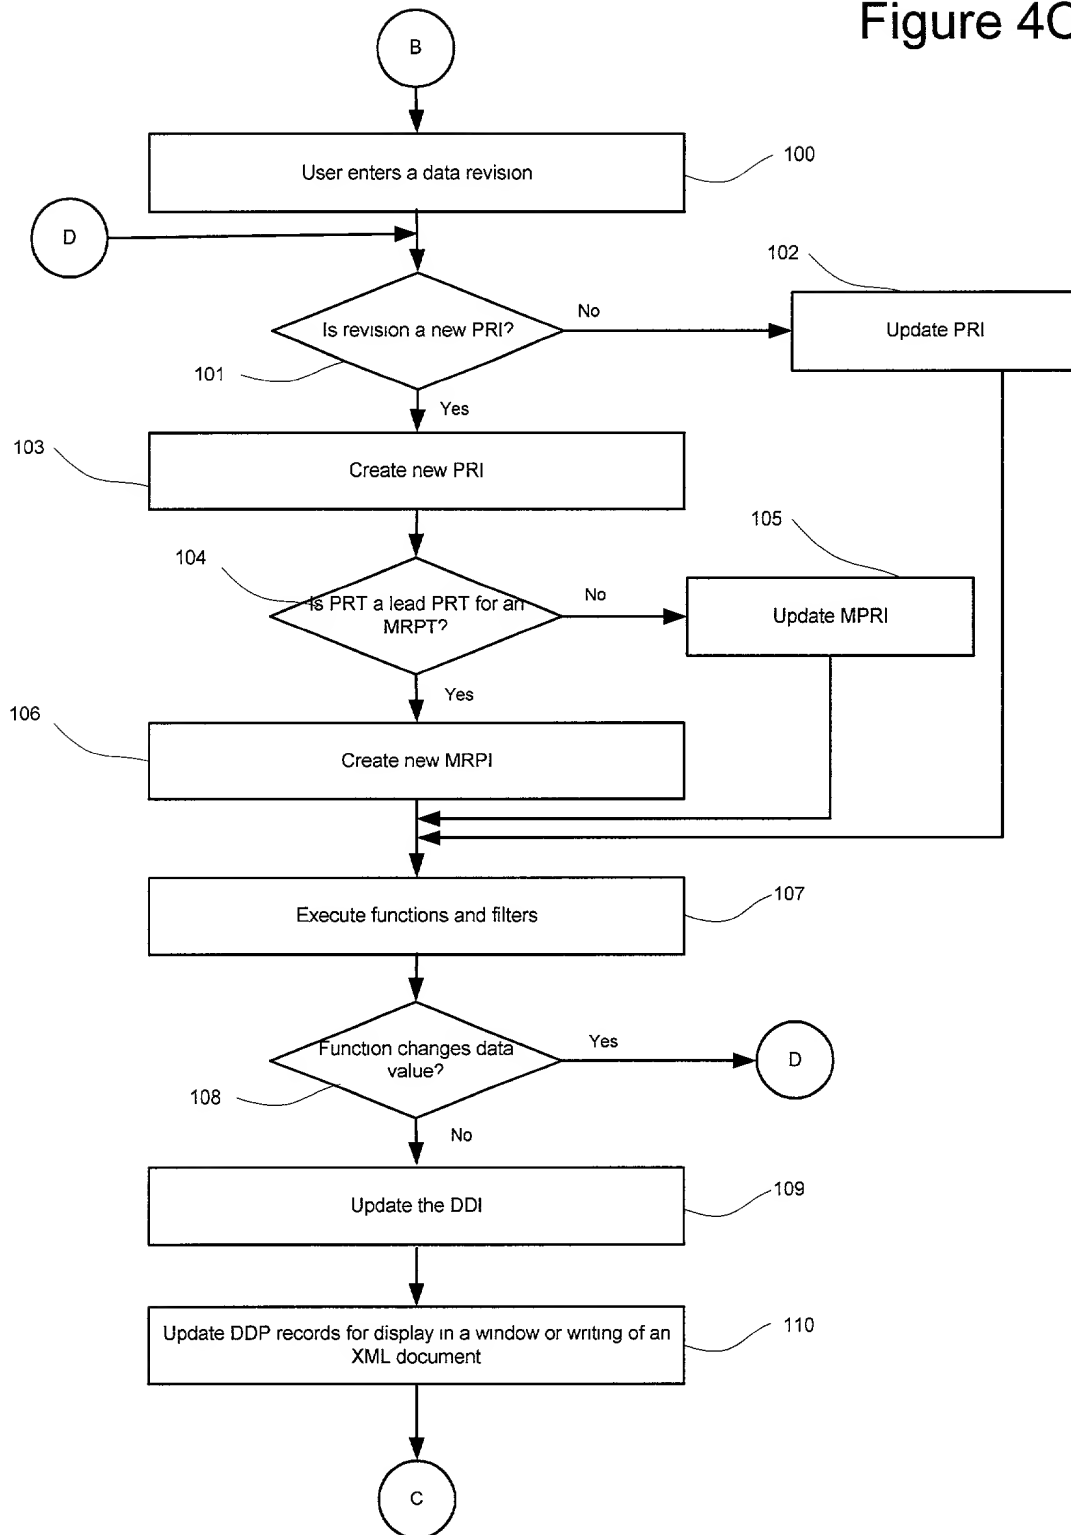 Figure 4C
B
User enters a data revision
100
D
102
Is revision a new PRI?
No
Update PRI
101
Yes
103
Create new PRI
105
104
Is PRT a lead PRT for an
MRPT?
No
Update MPRI
Yes
106
Create new MRPI
107
Execute functions and filters
Function changes data
value?
Yes
D
108
No
109
Update the DDI
110
Update DDP records for display in a window or writing of an
XML document
C